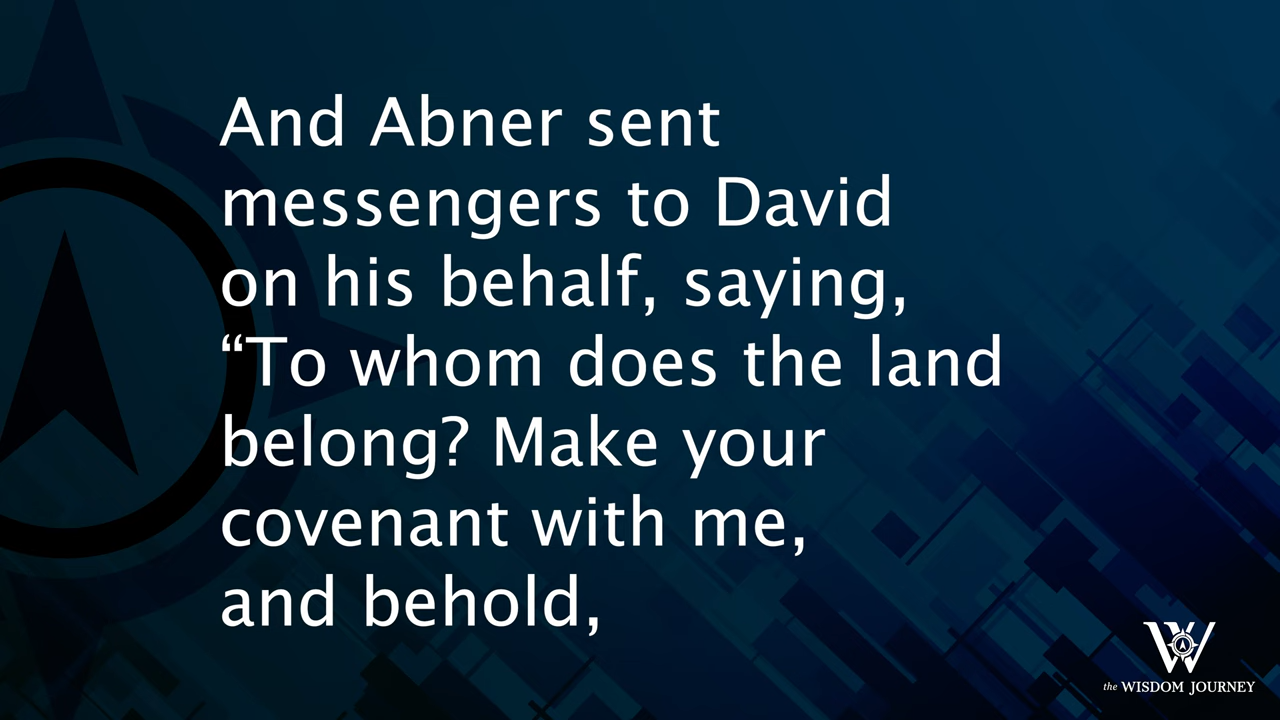 And Abner sent
messengers to David
on his behalf, saying,
“To whom does the land
belong? Make your
covenant with me,
and behold,
W
the WISDOM JOURNEY